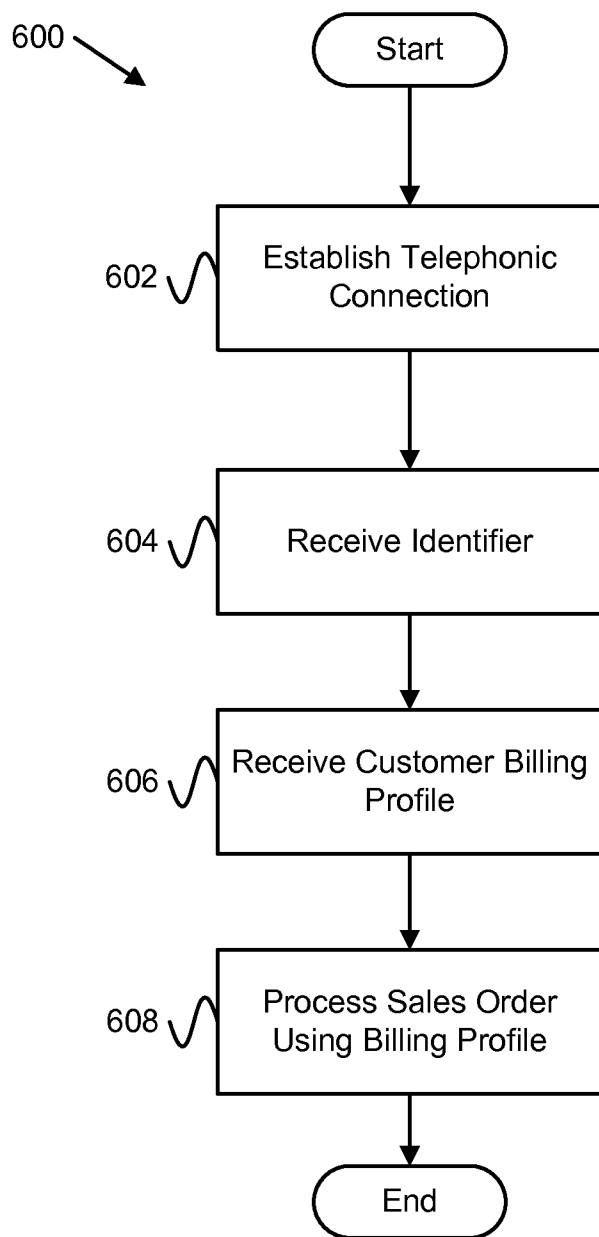 600
Start
602
Establish Telephonic
Connection
604
Receive Identifier
606
Receive Customer Billing
Profile
608
Process Sales Order
Using Billing Profile
End